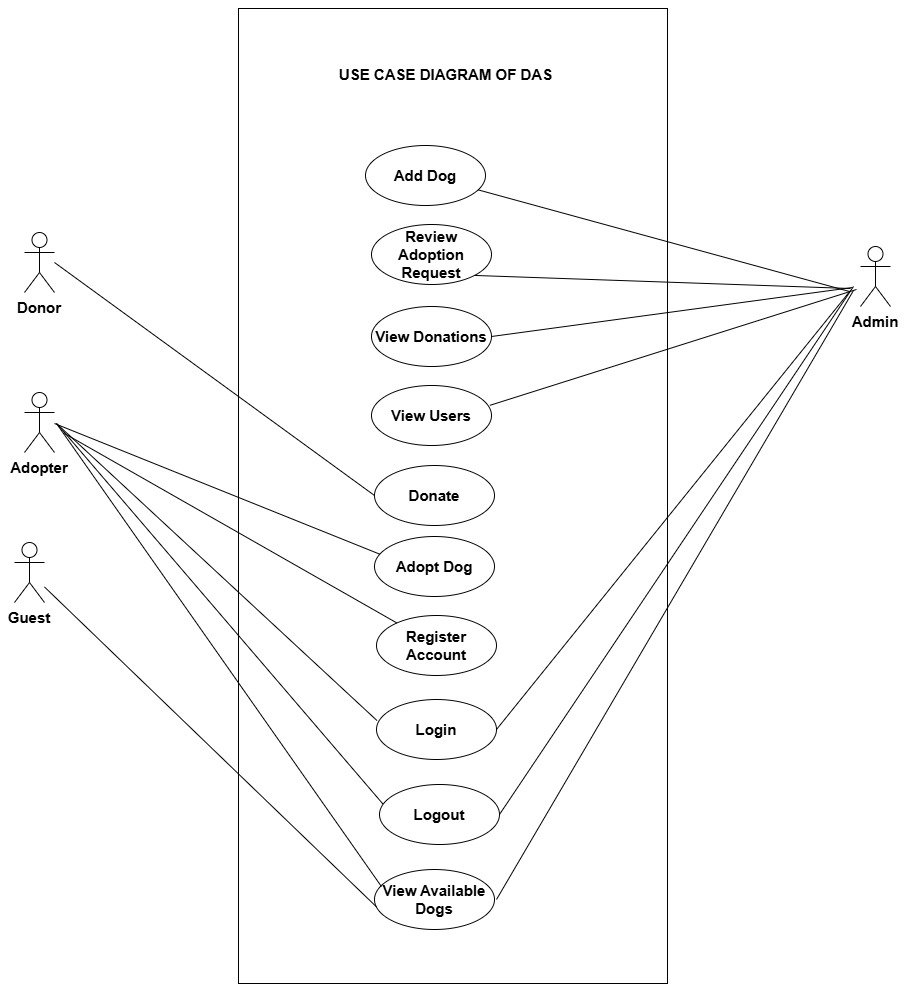 USE CASE DIAGRAM OF DAS
Add Dog
Review
Adoption
Request
View Donations
View Users
Donate
Adopt Dog
Register
Account
Login
Logout
View Available
Dogs
Donor
Adopter
Guest
Admin